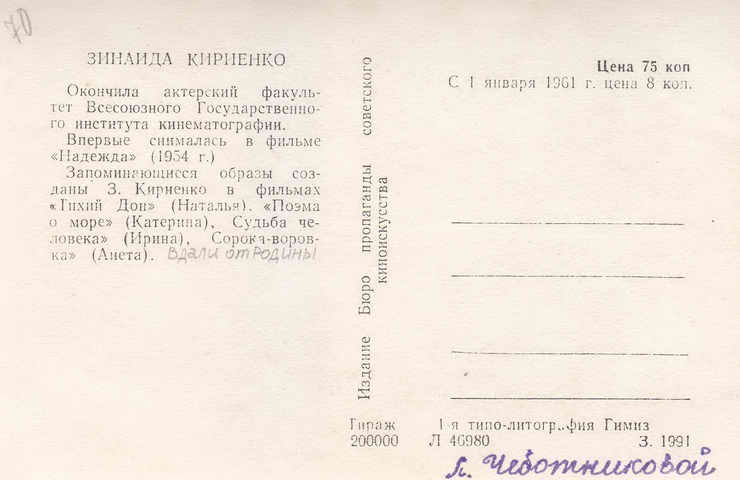 70
ЗИНАИДА КИРИЕНКО
Окончила актерский факуль-
тет Всесоюзного Государственно-
го института кинематографии.
Впервые снималась в фильме
«Надежда» (1954 г.)
Запоминающиеся образы соз-
даны З. Кириенко в фильмах
«Тихий Дон» (Наталья). «Поэма
о море» (Катерина), Судьба че-
ловека» (Ирина), Сорока-воров-
ка» (Анета). Вдали от Родины
Издание Бюро пропаганды советского
киноискусства
Цена 75 коп
С 1 января 1961 г. цена 8 коп.
Гираж
200000
1-я типо-литография Гимиз
Л 46980 З. 1991
Л. Чеботниковой